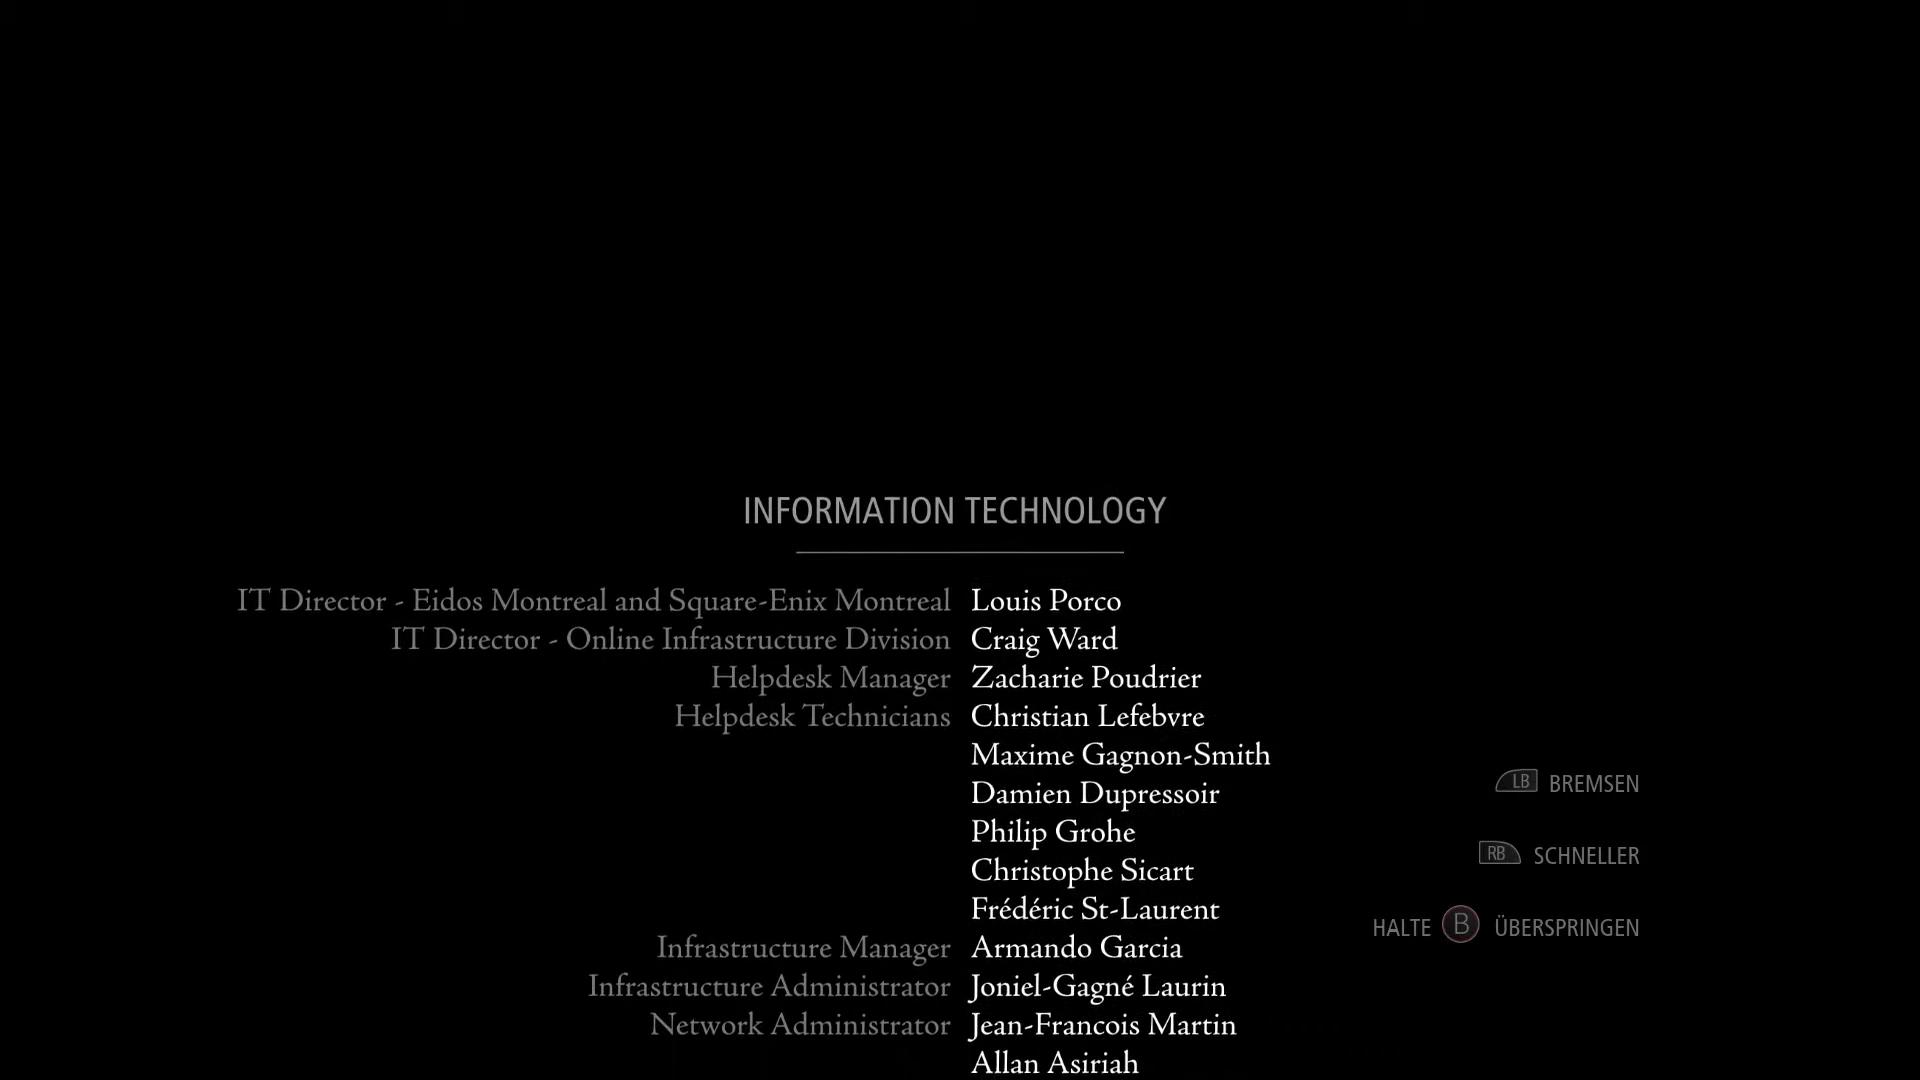 INFORMATION TECHNOLOGY
IT Director - Eidos Montreal and Square-Enix Montreal Louis Porco
IT Director - Online Infrastructure Division Craig Ward
Helpdesk Manager Zacharie Poudrier
Helpdesk Technicians Christian Lefebvre
Maxime Gagnon-Smith
LB BREMSEN
Damien Dupressoir
Philip Grohe
RB SCHNELLER
Christophe Sicart
Frédéric St-Laurent
HALTE B ÜBERSPRINGEN
Infrastructure Manager Armando Garcia
Infrastructure Administrator Joniel-Gagné Laurin
Network Administrator Jean-Francois Martin
Allan Asiriah